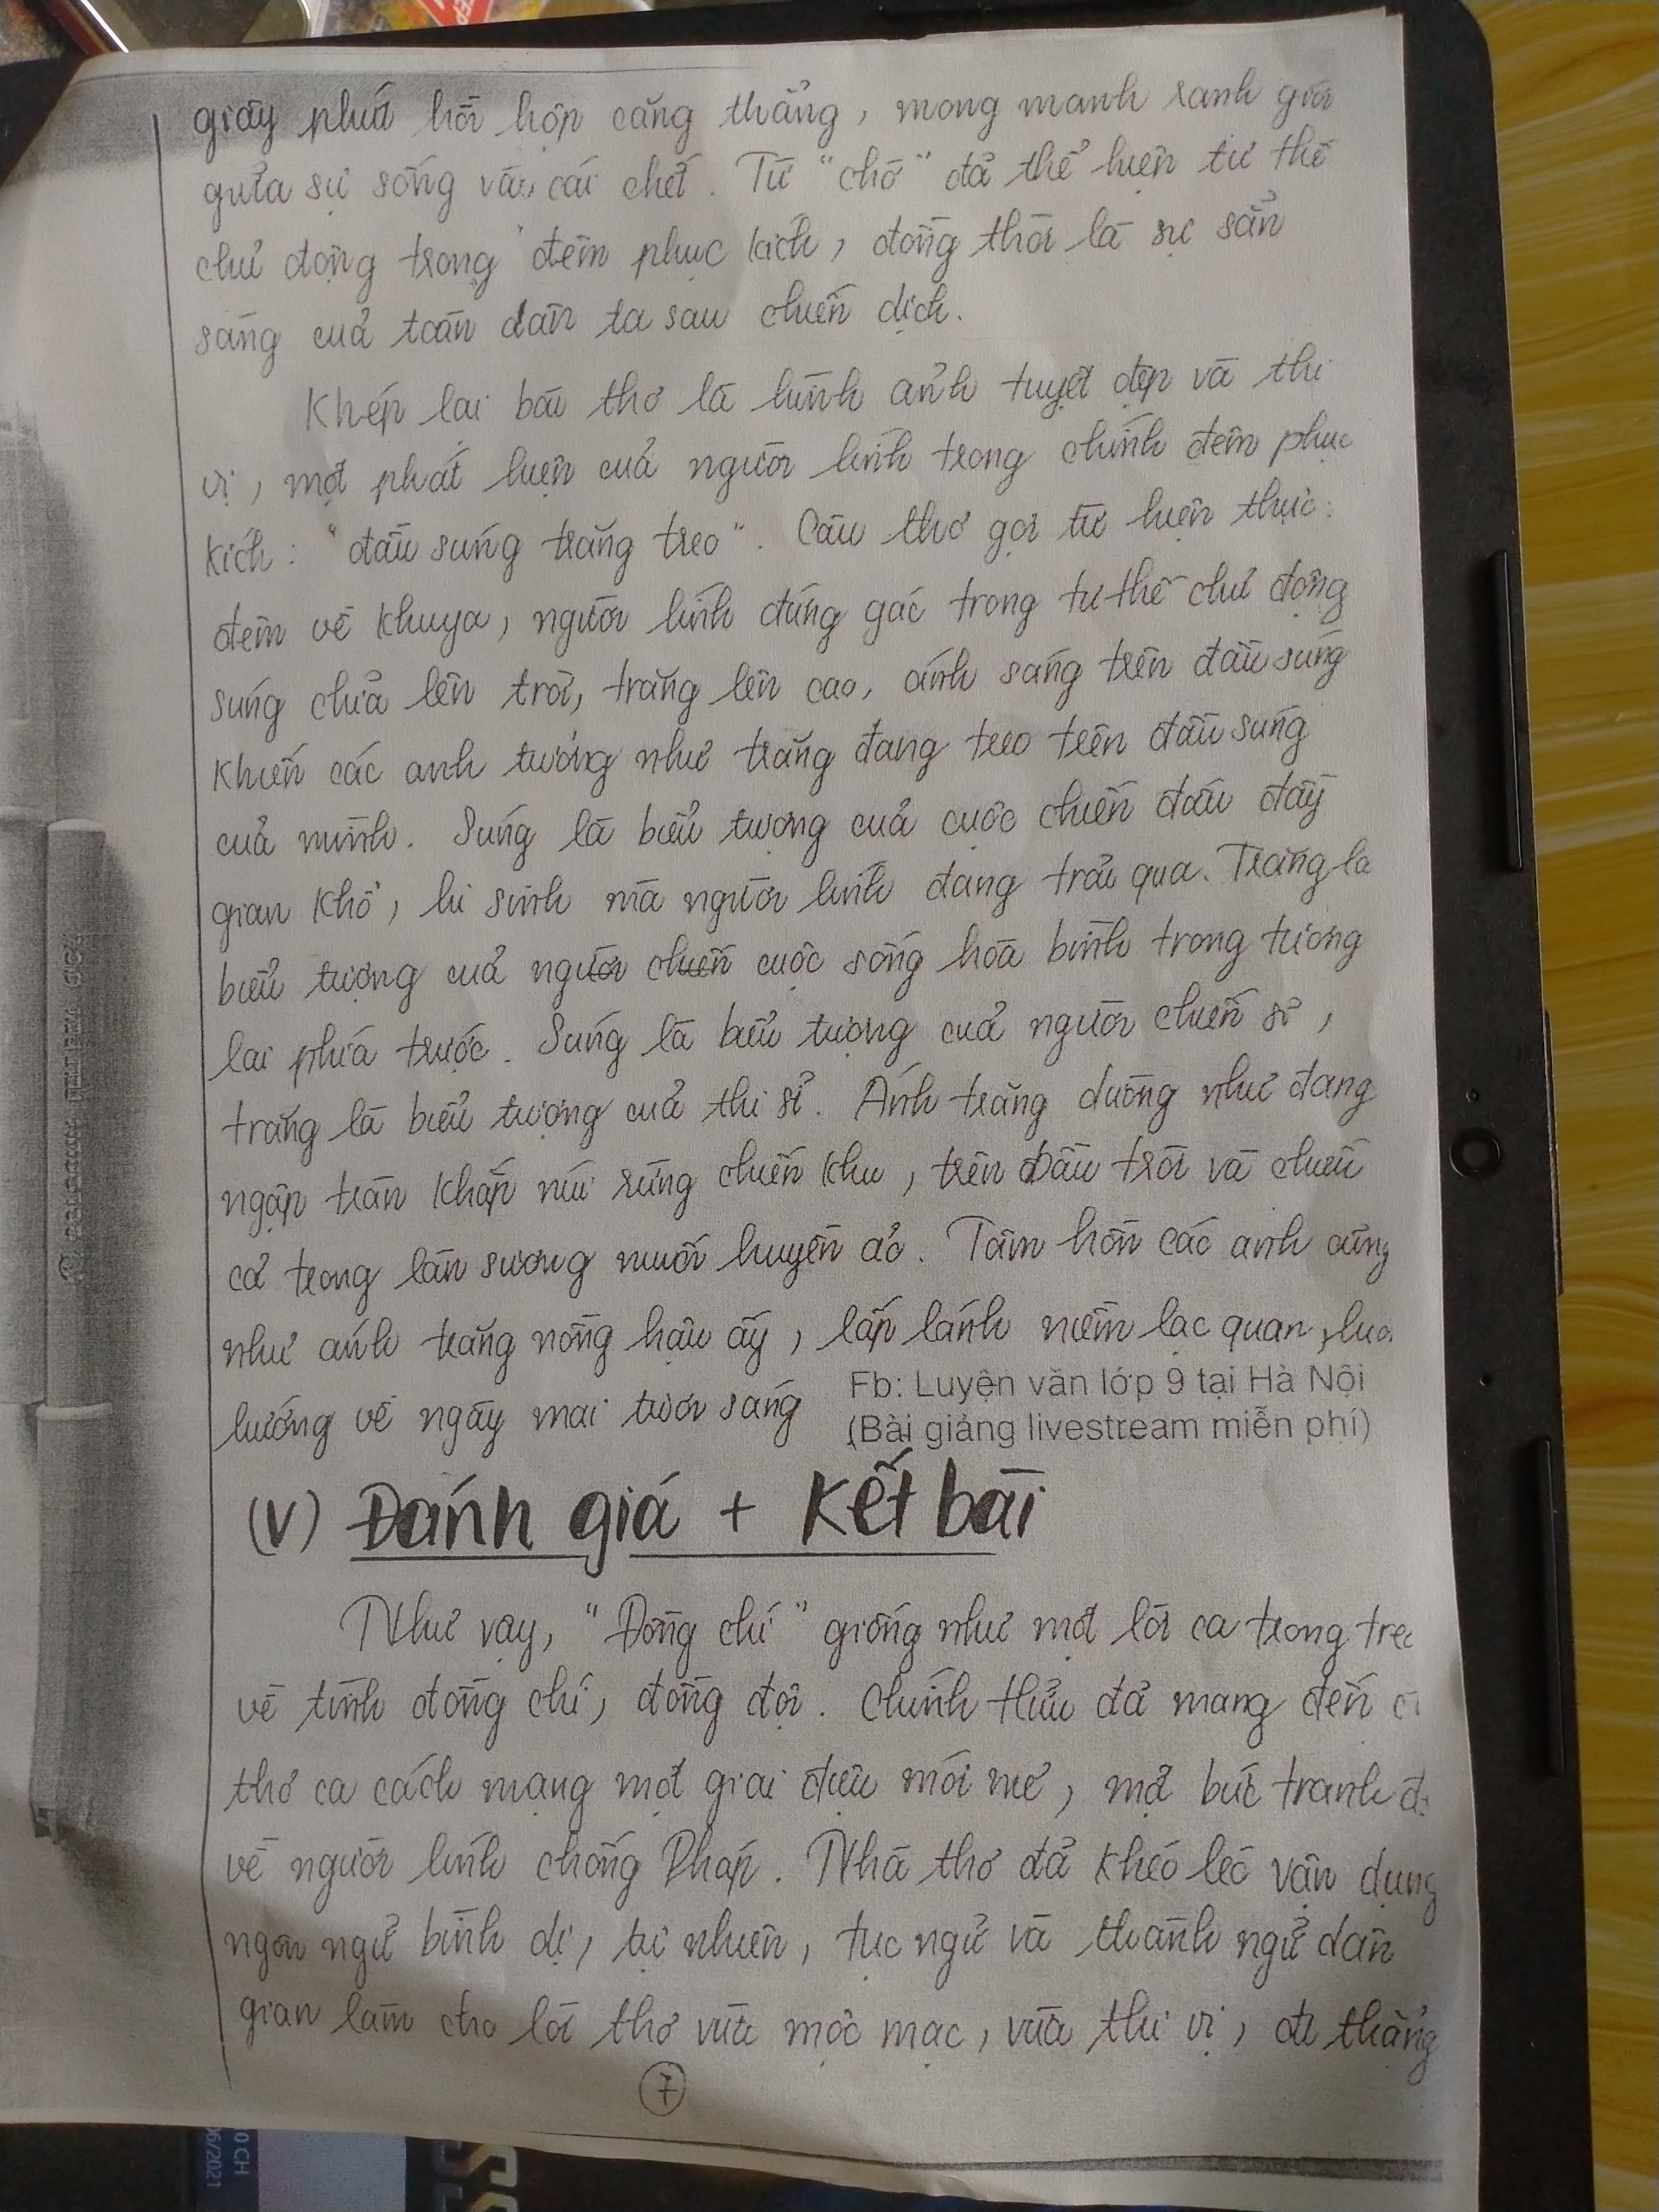 giây phút hồi hộp căng thẳng, mong manh ranh giới
giữa sự sống và cái chết. Từ "chờ" đã thể hiện tư thế
chủ động trong đêm phục kích, đồng thời là sự sẵn
sàng của toàn dân ta sau chiến dịch.
Khép lại bài thơ là hình ảnh tuyệt đẹp và thi
vị, một phát hiện của người lính trong chính đêm phục
kích: "đầu súng trăng treo". Câu thơ gợi từ hiện thực:
đêm về khuya, người lính đứng gác trong tư thế chủ động
súng chĩa lên trời, trăng lên cao, ánh sáng trên đầu súng
khiến các anh tưởng như trăng đang treo trên đầu súng
của mình. Súng là biểu tượng của cuộc chiến đấu đầy
gian khổ, hi sinh mà người lính đang trải qua. Trăng là
biểu tượng của người chiến cuộc sống hòa bình trong tương
lai phía trước. Súng là biểu tượng của người chiến sĩ,
trăng là biểu tượng của thi sĩ. Ánh trăng dường như đang
ngập tràn khắp núi rừng chiến khu, trên bầu trời và chiếu
cả trong làn sương muối huyền ảo. Tâm hồn các anh cũng
như ánh trăng nồng hậu ấy, lấp lánh niềm lạc quan,
hướng về ngày mai tươi sáng
Fb: Luyện văn lớp 9 tại Hà Nội
(Bài giảng livestream miễn phí)
(V) Đánh giá + Kết bài
Như vậy, "Đồng chí" giống như một lời ca trong
về tình đồng chí, đồng đội. Chính Hữu đã mang đến
thơ ca cách mạng một giai điệu mới mẻ, một bức tranh
về người lính chống Pháp. Nhà thơ đã khéo léo vận dụng
ngôn ngữ bình dị, tự nhiên, tục ngữ và thành ngữ dân
gian làm cho lời thơ vừa mộc mạc, vừa thi vị, đi thẳng
7